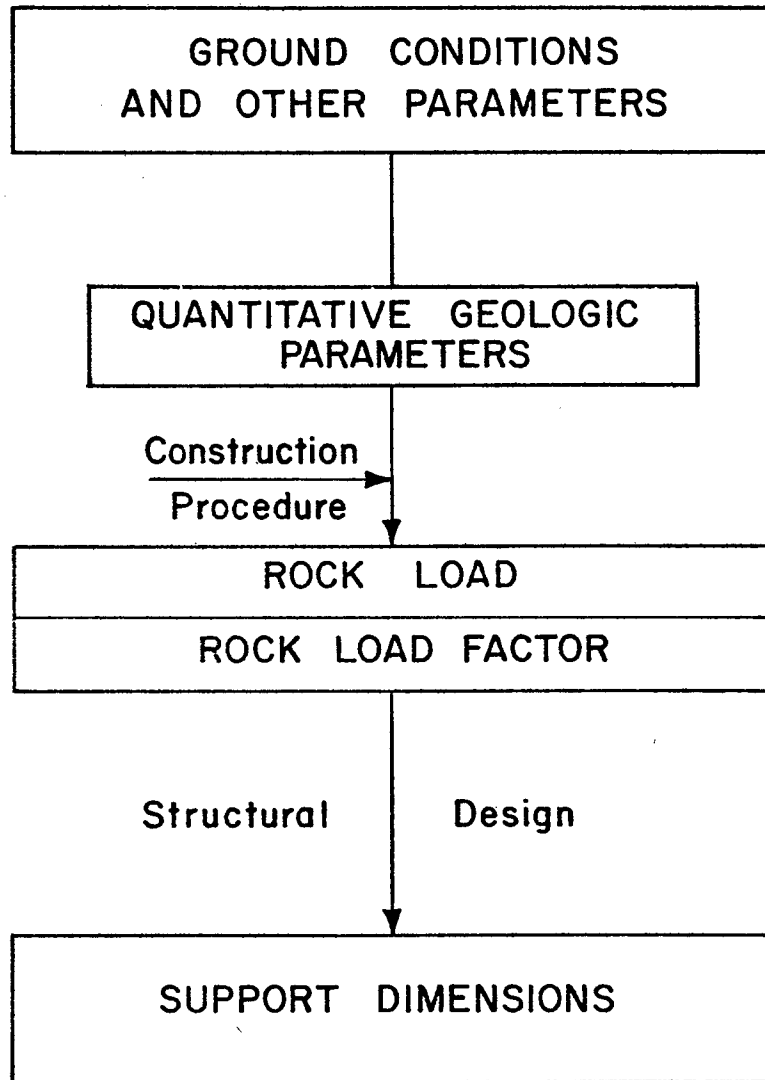 GROUND CONDITIONS
AND OTHER PARAMETERS
QUANTITATIVE GEOLOGIC
PARAMETERS
Construction
Procedure
ROCK LOAD
ROCK LOAD FACTOR
Structural Design
SUPPORT DIMENSIONS